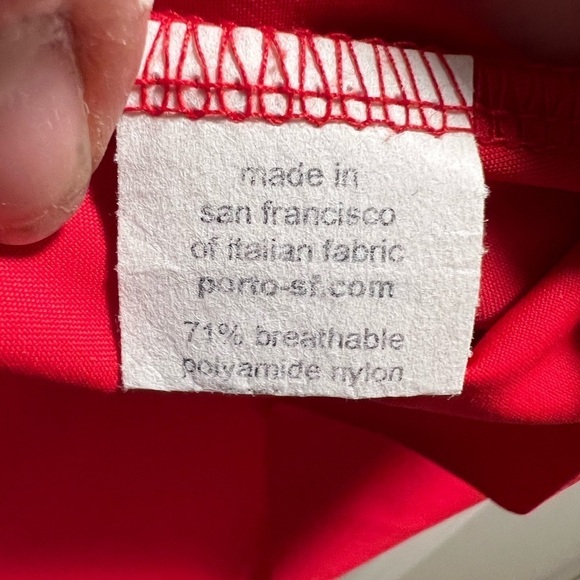 made in
san francisco
of italian fabric
porto-sf.com
71% breathable
polyamide nylon